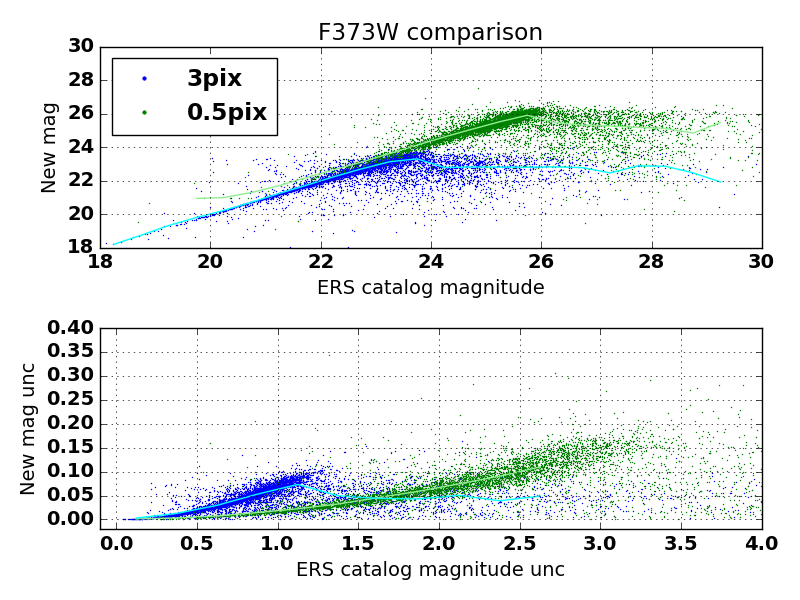 F373W comparison
30
28
26
24
22
20
18
New mag
3pix
0.5pix
18 20 22 24 26 28 30
ERS catalog magnitude
0.40
0.35
0.30
0.25
0.20
0.15
0.10
0.05
0.00
New mag unc
0.0 0.5 1.0 1.5 2.0 2.5 3.0 3.5 4.0
ERS catalog magnitude unc